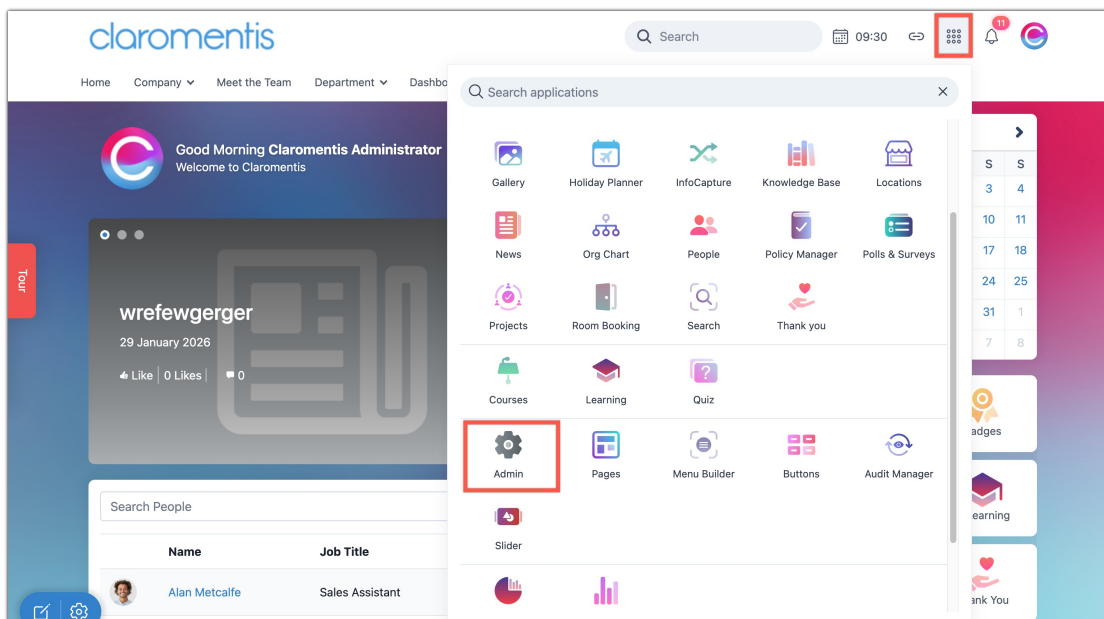 claromentis
Search
09:30
11
Home
Company
Meet the Team
Department
Dashbo
Search applications
Good Morning Claromentis Administrator
Welcome to Claromentis
Gallery
Holiday Planner
InfoCapture
Knowledge Base
Locations
News
Org Chart
People
Policy Manager
Polls & Surveys
Projects
Room Booking
Search
Thank you
Courses
Learning
Quiz
Admin
Pages
Menu Builder
Buttons
Audit Manager
Slider
Tour
wrefewgerger
29 January 2026
Like 0 Likes 0
Search People
Name Job Title
Alan Metcalfe Sales Assistant
S S
3 4
10 11
17 18
24 25
31 1
7 8
adges
earning
ank You